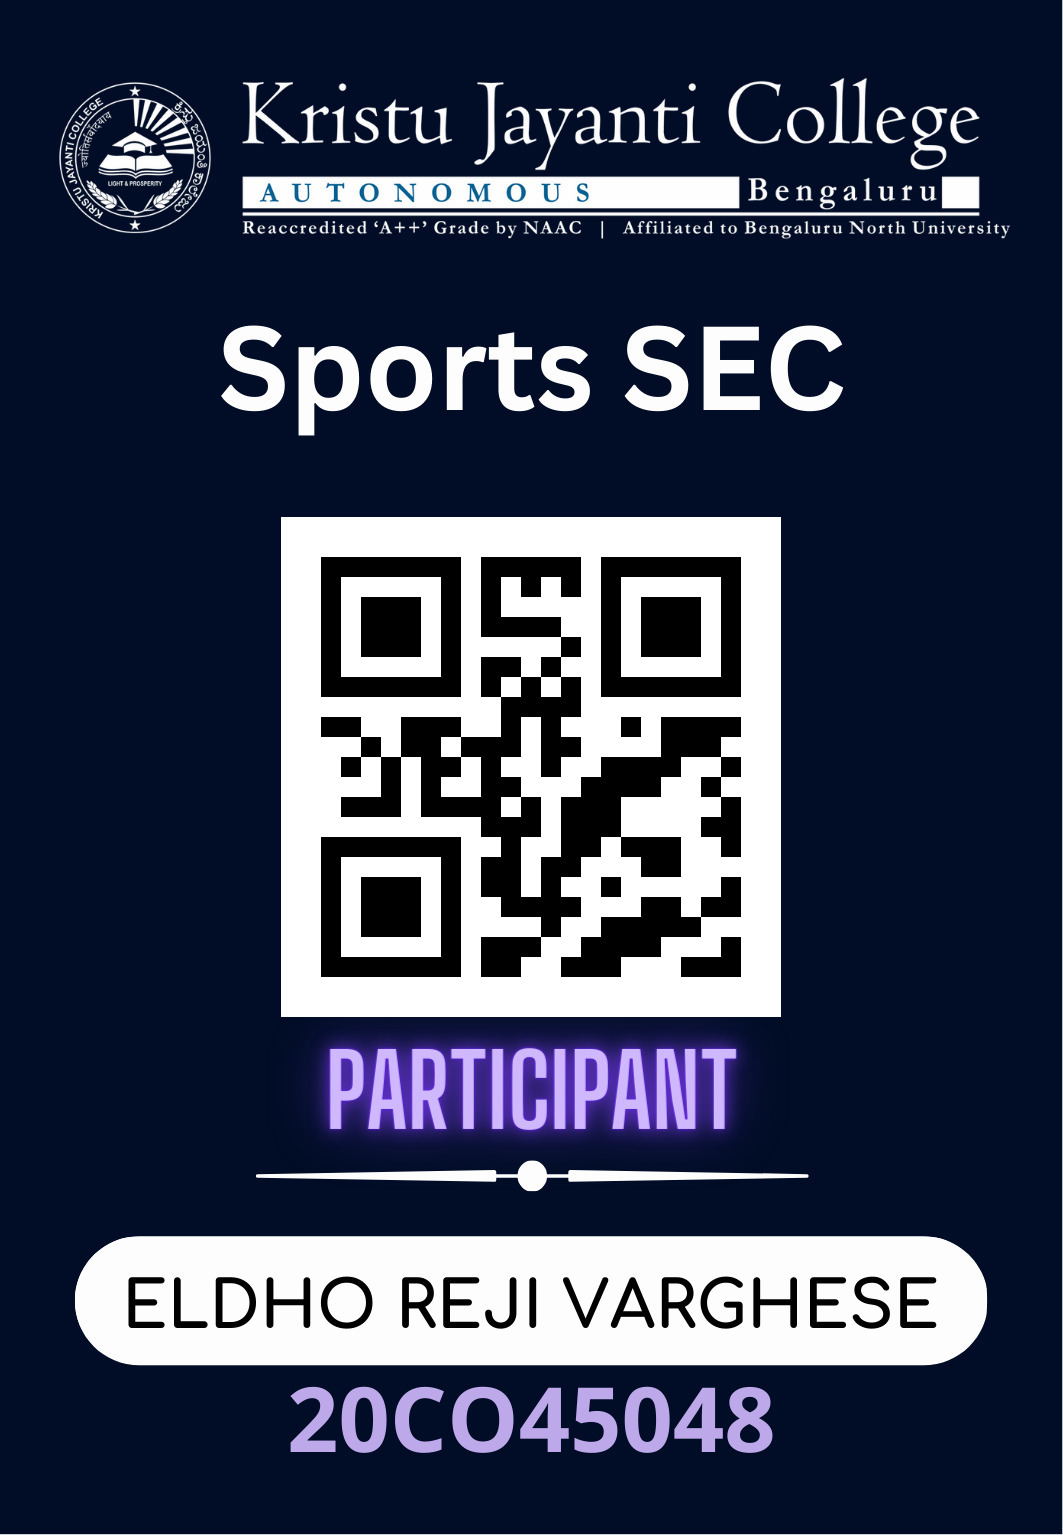 KRISTU JAYANTI COLLEGE
ಕ್ರಿಸ್ತು ಜಯಂತಿ ಕಾಲೇಜು
LIGHT & PROSPERITY
Kristu Jayanti College
AUTONOMOUS Bengaluru
Reaccredited ‘A++’ Grade by NAAC | Affiliated to Bengaluru North University
Sports SEC
PARTICIPANT
ELDHO REJI VARGHESE
20CO45048